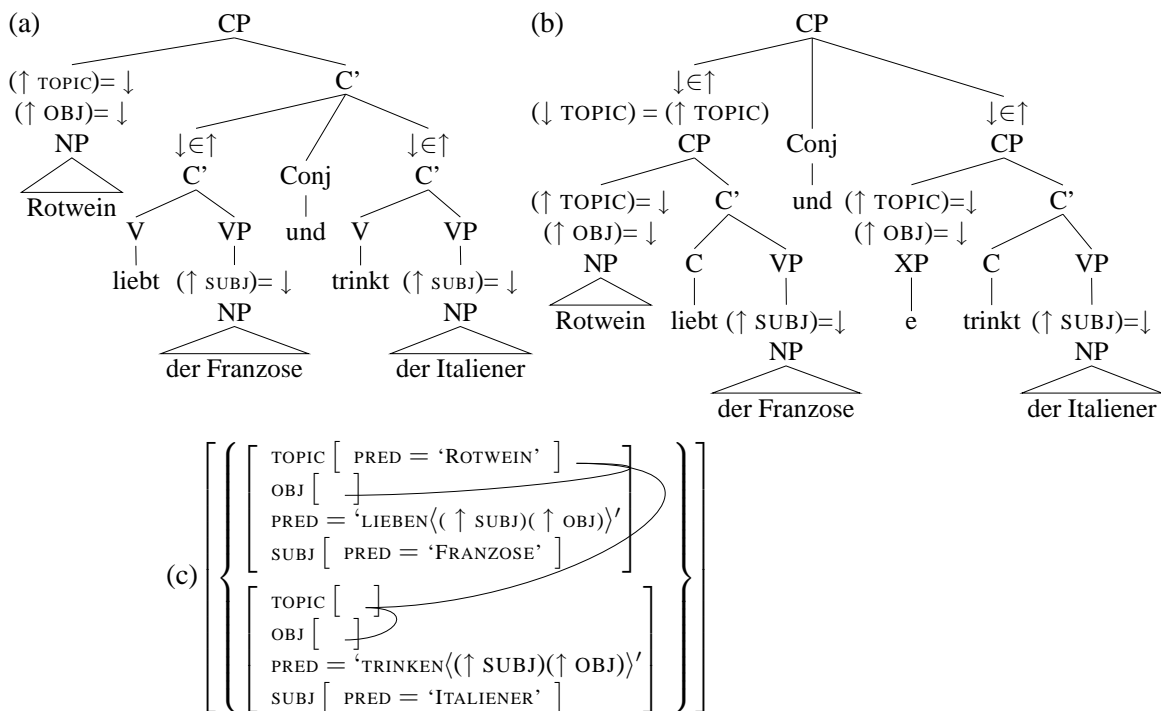 (a) CP (b) CP
(↑ TOPIC)= ↓ C' ↓∈↑ ↓∈↑
(↑ OBJ)= ↓ (↓ TOPIC) = (↑ TOPIC)
NP ↓∈↑ ↓∈↑ CP Conj CP
C' Conj C'
Rotwein (↑ TOPIC)= ↓ C' und (↑ TOPIC)= ↓ C'
V VP und V VP (↑ OBJ)= ↓ (↑ OBJ)= ↓
NP C VP XP C VP
liebt (↑ SUBJ)= ↓ trinkt (↑ SUBJ)= ↓
NP NP Rotwein liebt (↑ SUBJ)=↓ e trinkt (↑ SUBJ)=↓
NP NP
der Franzose der Italiener
der Franzose der Italiener
TOPIC [ PRED = ‘ROTWEIN’ ]
OBJ [ ]
PRED = ‘LIEBEN⟨( ↑ SUBJ)( ↑ OBJ)⟩′
SUBJ [ PRED = ‘FRANZOSE’ ]
(c)
TOPIC [ ]
OBJ [ ]
PRED = ‘TRINKEN⟨(↑ SUBJ)(↑ OBJ)⟩′
SUBJ [ PRED = ‘ITALIENER’ ]